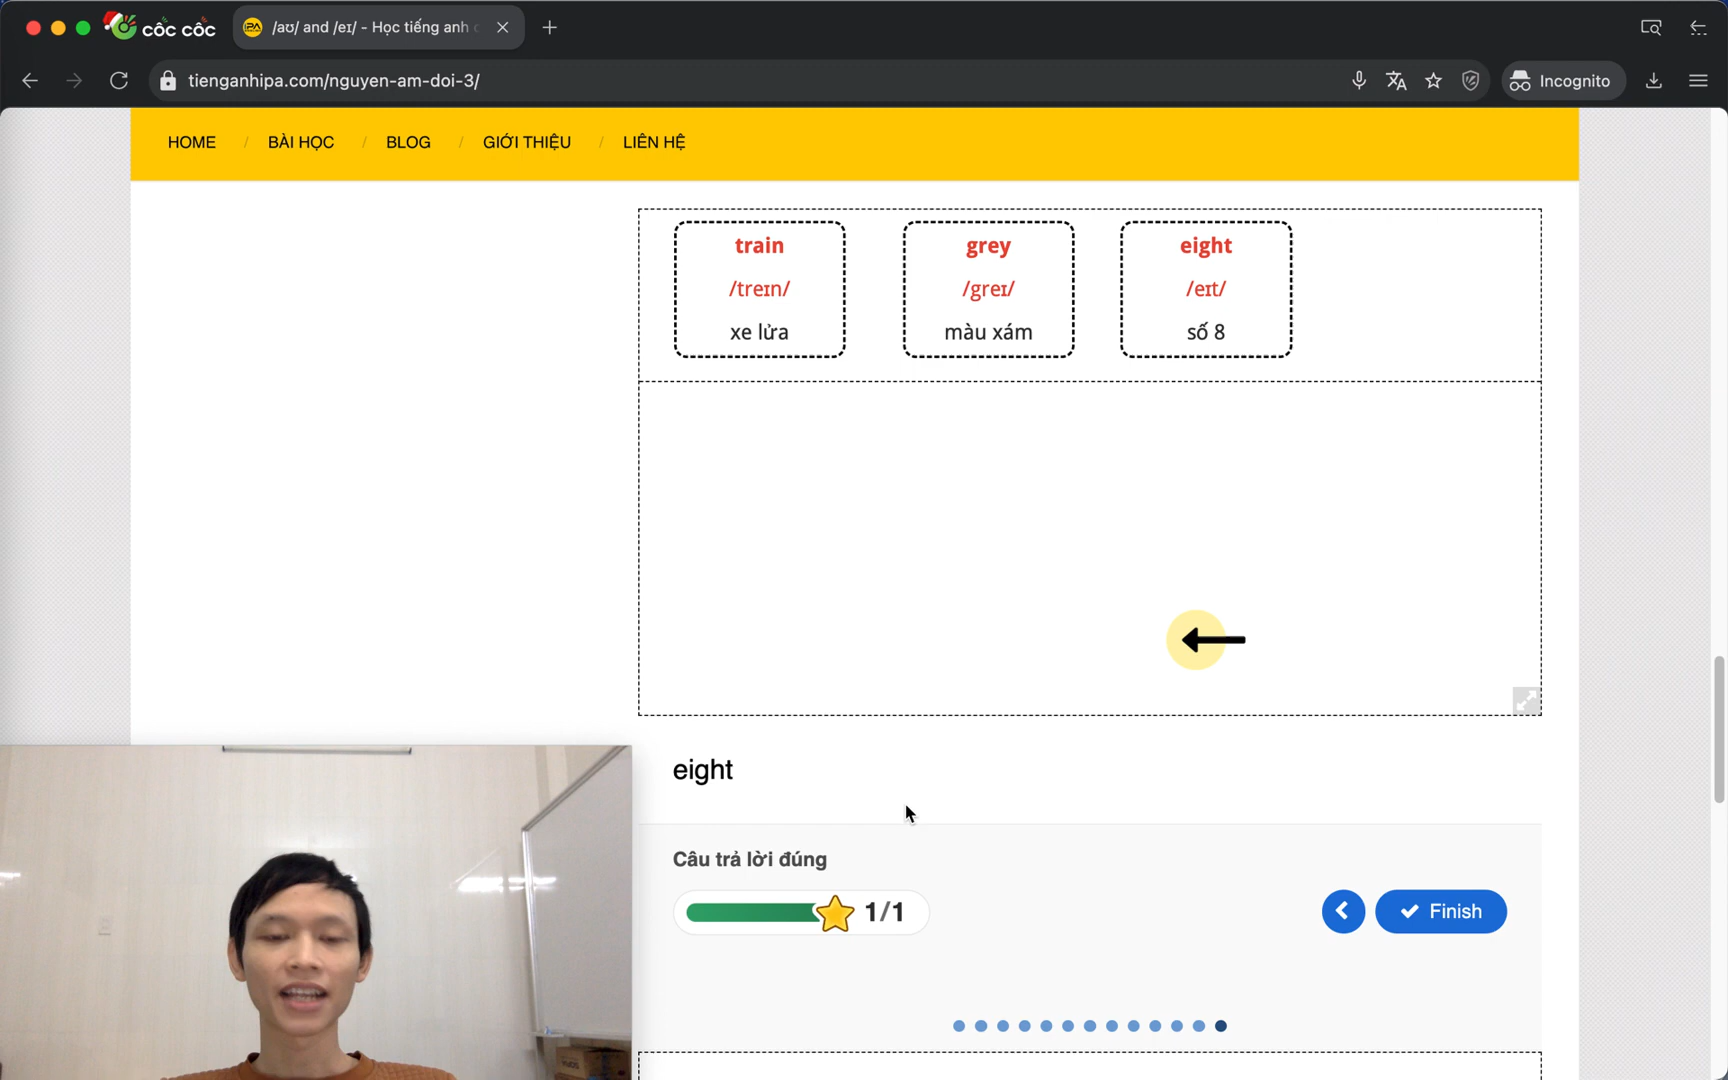 cốc cốc
/aʊ/ and /eɪ/ - Học tiếng anh
tienganhipa.com/nguyen-am-doi-3/
Incognito
HOME / BÀI HỌC / BLOG / GIỚI THIỆU / LIÊN HỆ
train grey eight
/treɪn/ /greɪ/ /eɪt/
xe lửa màu xám số 8
eight
Câu trả lời đúng
1/1
Finish